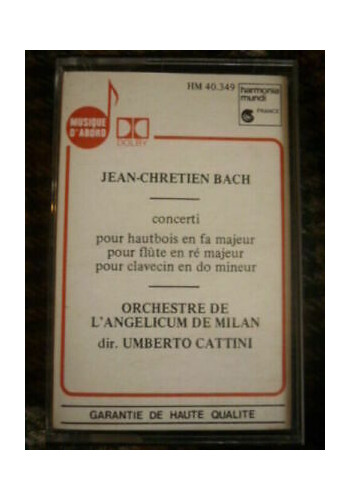 HM 40.349
harmonia
mundi
FRANCE
MUSIQUE
D'ABORD
DOLBY
JEAN-CHRETIEN BACH
concerti
pour hautbois en fa majeur
pour flûte en ré majeur
pour clavecin en do mineur
ORCHESTRE DE
L'ANGELICUM DE MILAN
dir. UMBERTO CATTINI
GARANTIE DE HAUTE QUALITE